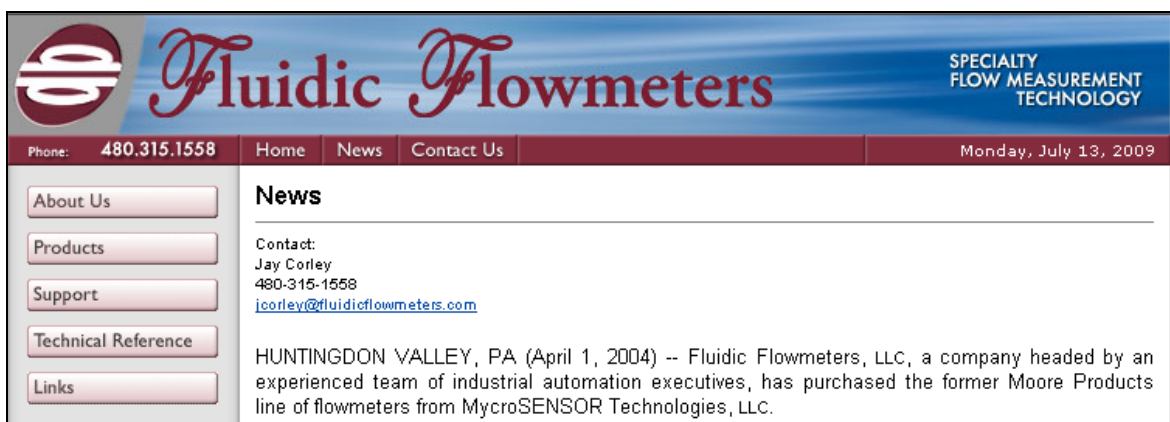 Fluidic Flowmeters
SPECIALTY
FLOW MEASUREMENT
TECHNOLOGY
Phone: 480.315.1558 Home News Contact Us Monday, July 13, 2009
About Us
Products
Support
Technical Reference
Links
News
Contact:
Jay Corley
480-315-1558
jcorley@fluidicflowmeters.com
HUNTINGDON VALLEY, PA (April 1, 2004) -- Fluidic Flowmeters, LLC, a company headed by an
experienced team of industrial automation executives, has purchased the former Moore Products
line of flowmeters from MycroSENSOR Technologies, LLC.